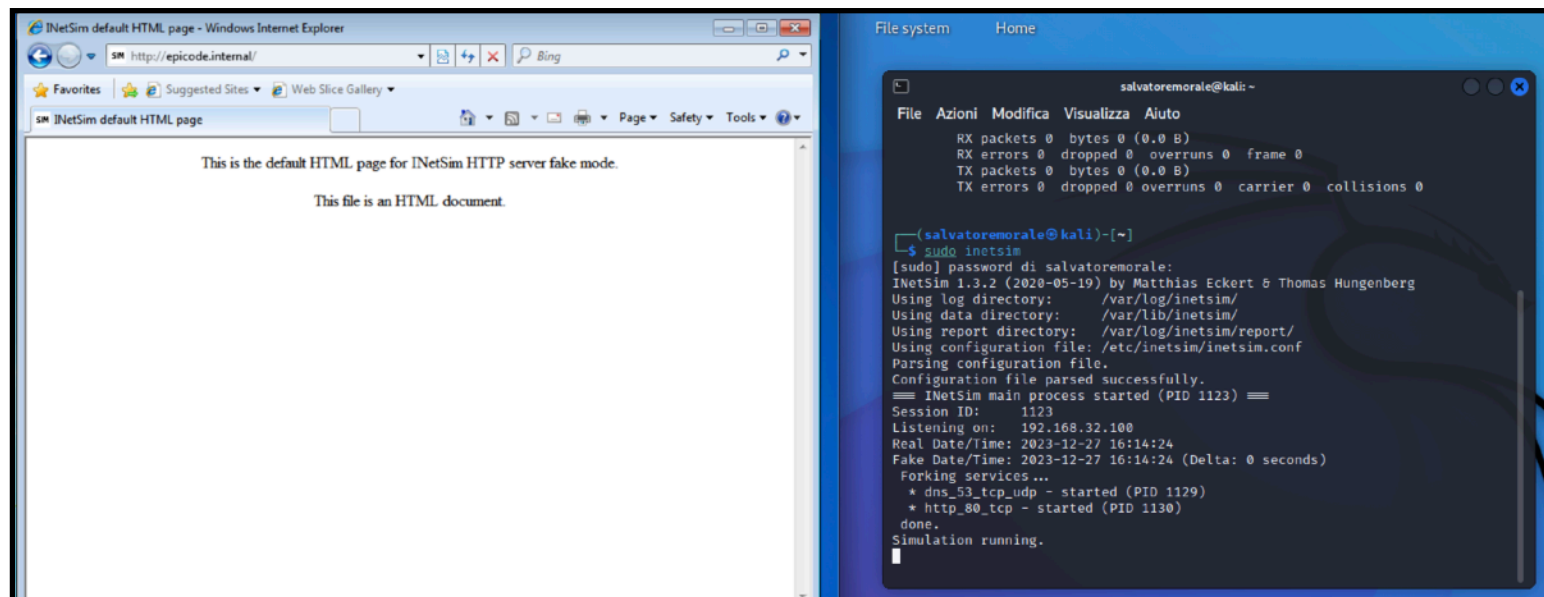 INetSim default HTML page - Windows Internet Explorer
SIM http://epicode.internal/
Bing
Favorites
Suggested Sites
Web Slice Gallery
SIM INetSim default HTML page
Page
Safety
Tools
This is the default HTML page for INetSim HTTP server fake mode.
This file is an HTML document.
File system
Home
salvatoremorale@kali: ~
File Azioni Modifica Visualizza Aiuto
RX packets 0 bytes 0 (0.0 B)
RX errors 0 dropped 0 overruns 0 frame 0
TX packets 0 bytes 0 (0.0 B)
TX errors 0 dropped 0 overruns 0 carrier 0 collisions 0
(salvatoremorale㉿kali)-[~]
$ sudo inetsim
[sudo] password di salvatoremorale:
INetSim 1.3.2 (2020-05-19) by Matthias Eckert & Thomas Hungenberg
Using log directory: /var/log/inetsim/
Using data directory: /var/lib/inetsim/
Using report directory: /var/log/inetsim/report/
Using configuration file: /etc/inetsim/inetsim.conf
Parsing configuration file.
Configuration file parsed successfully.
=== INetSim main process started (PID 1123) ===
Session ID: 1123
Listening on: 192.168.32.100
Real Date/Time: 2023-12-27 16:14:24
Fake Date/Time: 2023-12-27 16:14:24 (Delta: 0 seconds)
Forking services...
* dns_53_tcp_udp - started (PID 1129)
* http_80_tcp - started (PID 1130)
done.
Simulation running.